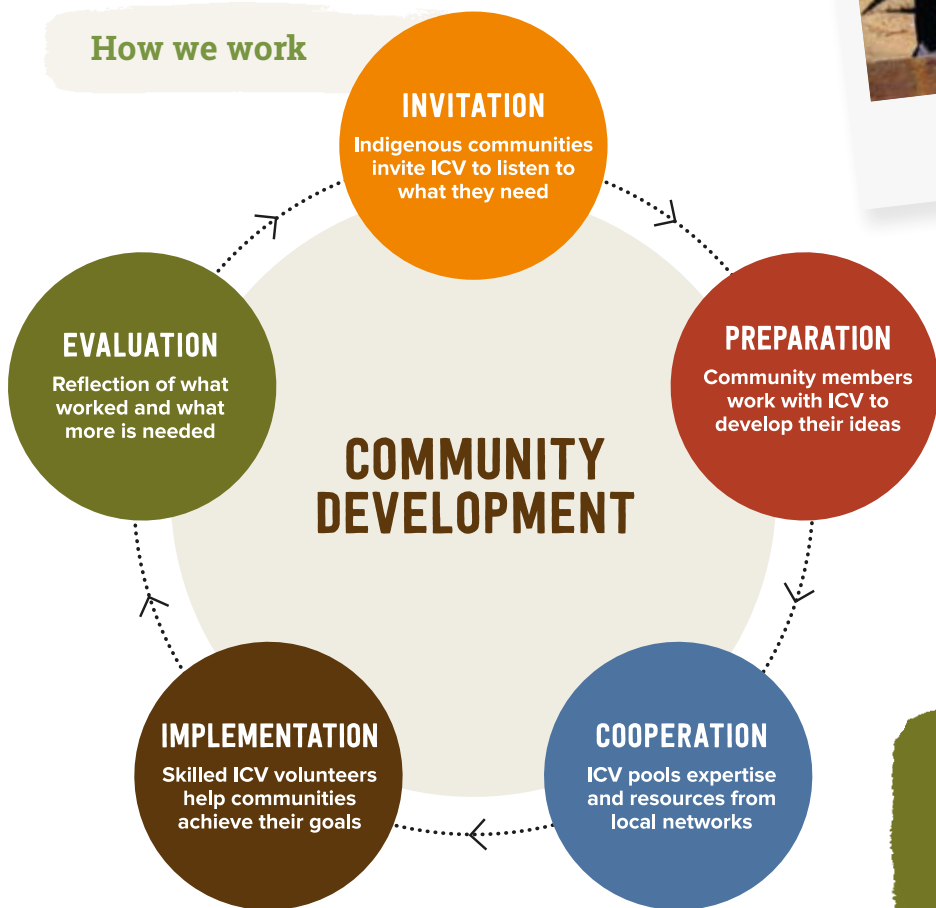 How we work
INVITATION
Indigenous communities
invite ICV to listen to
what they need
PREPARATION
Community members
work with ICV to
develop their ideas
COOPERATION
ICV pools expertise
and resources from
local networks
IMPLEMENTATION
Skilled ICV volunteers
help communities
achieve their goals
EVALUATION
Reflection of what
worked and what
more is needed
COMMUNITY
DEVELOPMENT